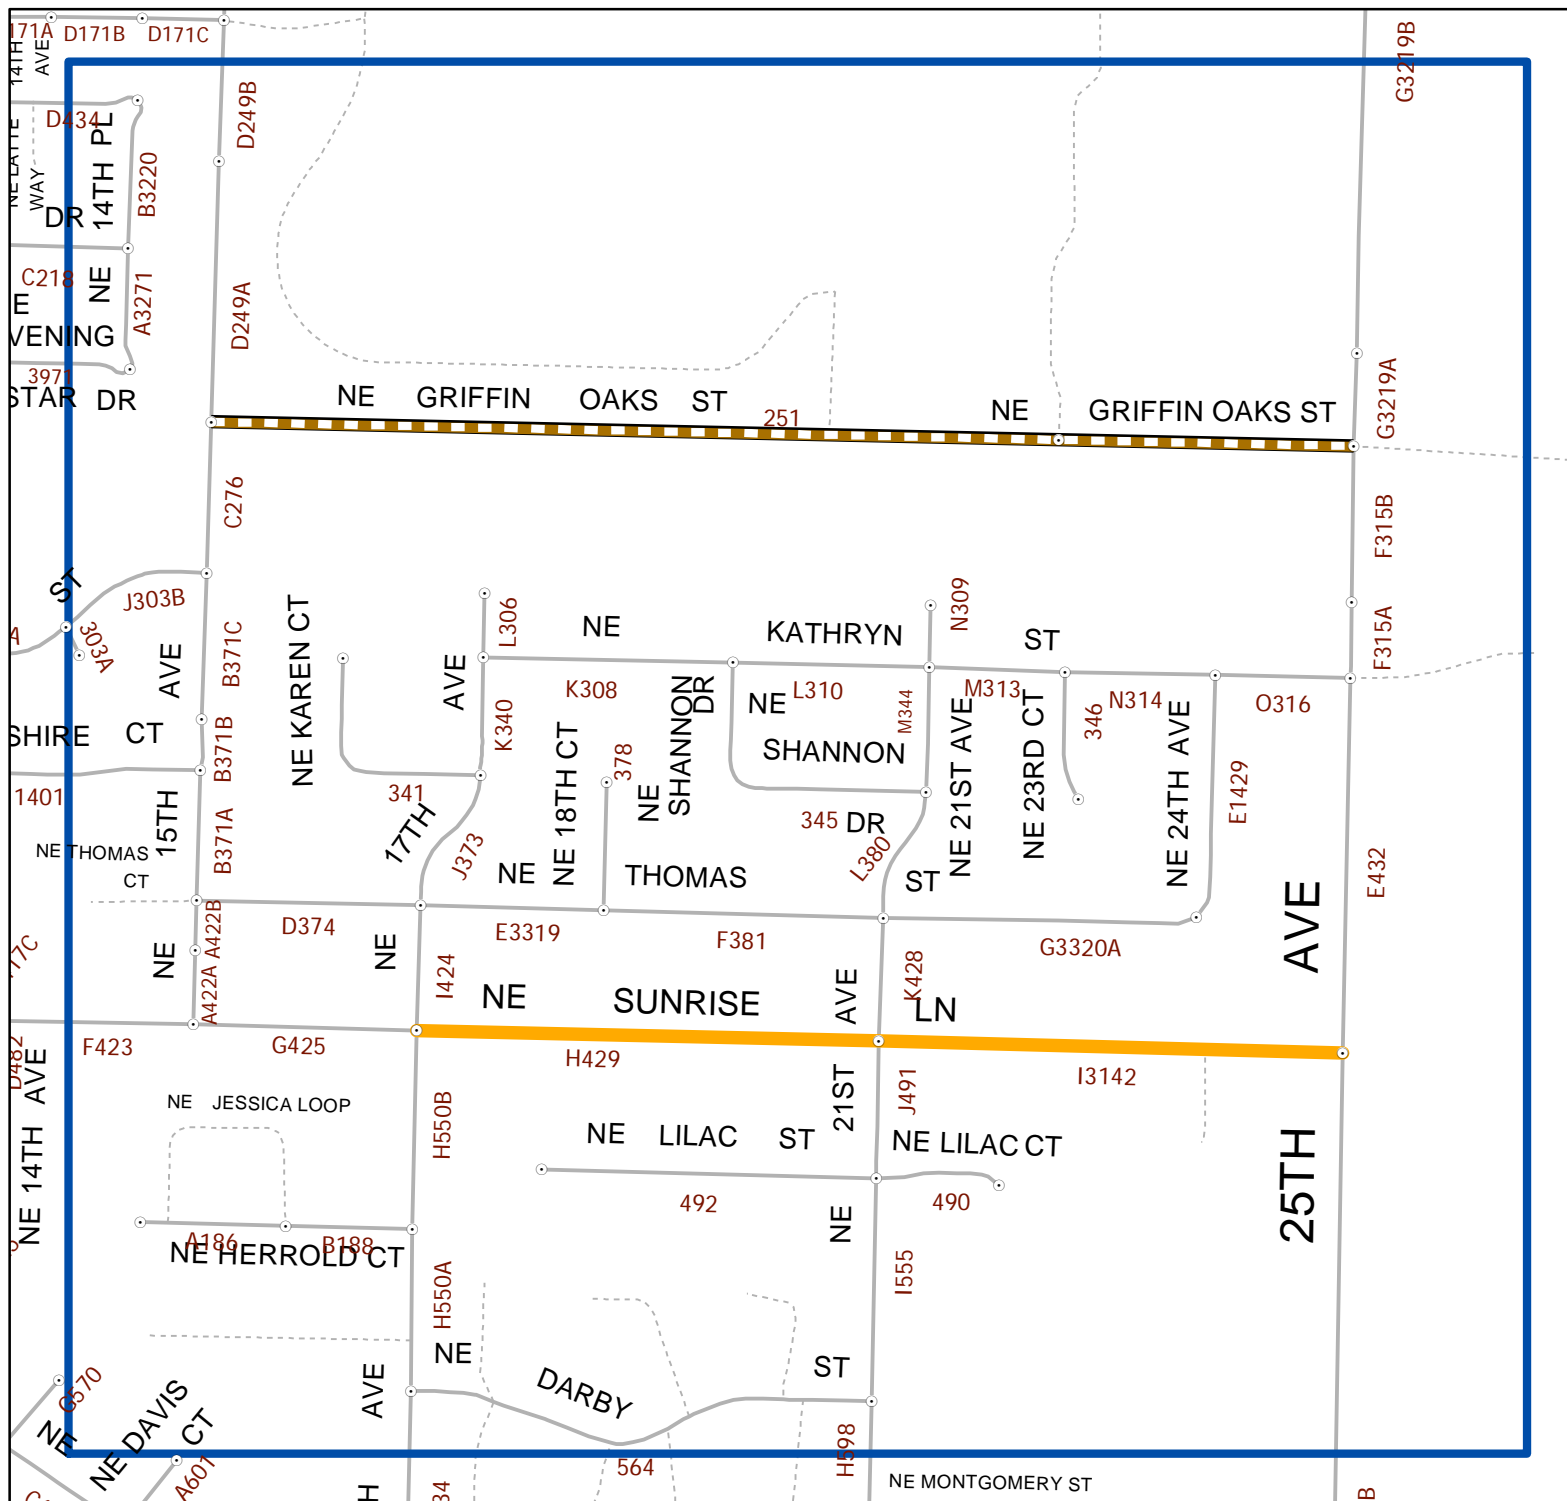 171A
D171B
D171C
14TH
AVE
D434
D249B
G3219B
NE LATTE
WAY
14TH PL
B3220
DR
C218
NE
A3271
D249A
E
VENING
3971
STAR DR
NE GRIFFIN OAKS ST
251
NE GRIFFIN OAKS ST
G3219A
C276
F315B
ST
J303B
303A
A
B371C
NE KAREN CT
L306
NE KATHRYN ST
N309
F315A
AVE
AVE
K308
SHANNON
DR
NE
L310
M344
M313
N314
O316
SHIRE CT
B371B
K340
NE 18TH CT
378
NE
SHANNON
NE 21ST AVE
NE 23RD CT
346
NE 24TH AVE
E1429
1401
15TH
341
17TH
345
DR
NE THOMAS
CT
B371A
J373
NE THOMAS ST
L380
E432
A422B
D374
E3319
F381
G3320A
AVE
17C
NE
A422A
NE
I424
NE SUNRISE LN
AVE
K428
D482
F423
G425
H429
I3142
NE 14TH AVE
NE JESSICA LOOP
H550B
21ST
J491
NE LILAC ST
NE LILAC CT
25TH
492
490
NE
A186
B188
NE HERROLD CT
H550A
I555
NE DARBY ST
AVE
G570
NE
NE DAVIS
CT
A601
564
H598
NE MONTGOMERY ST
H
34
B